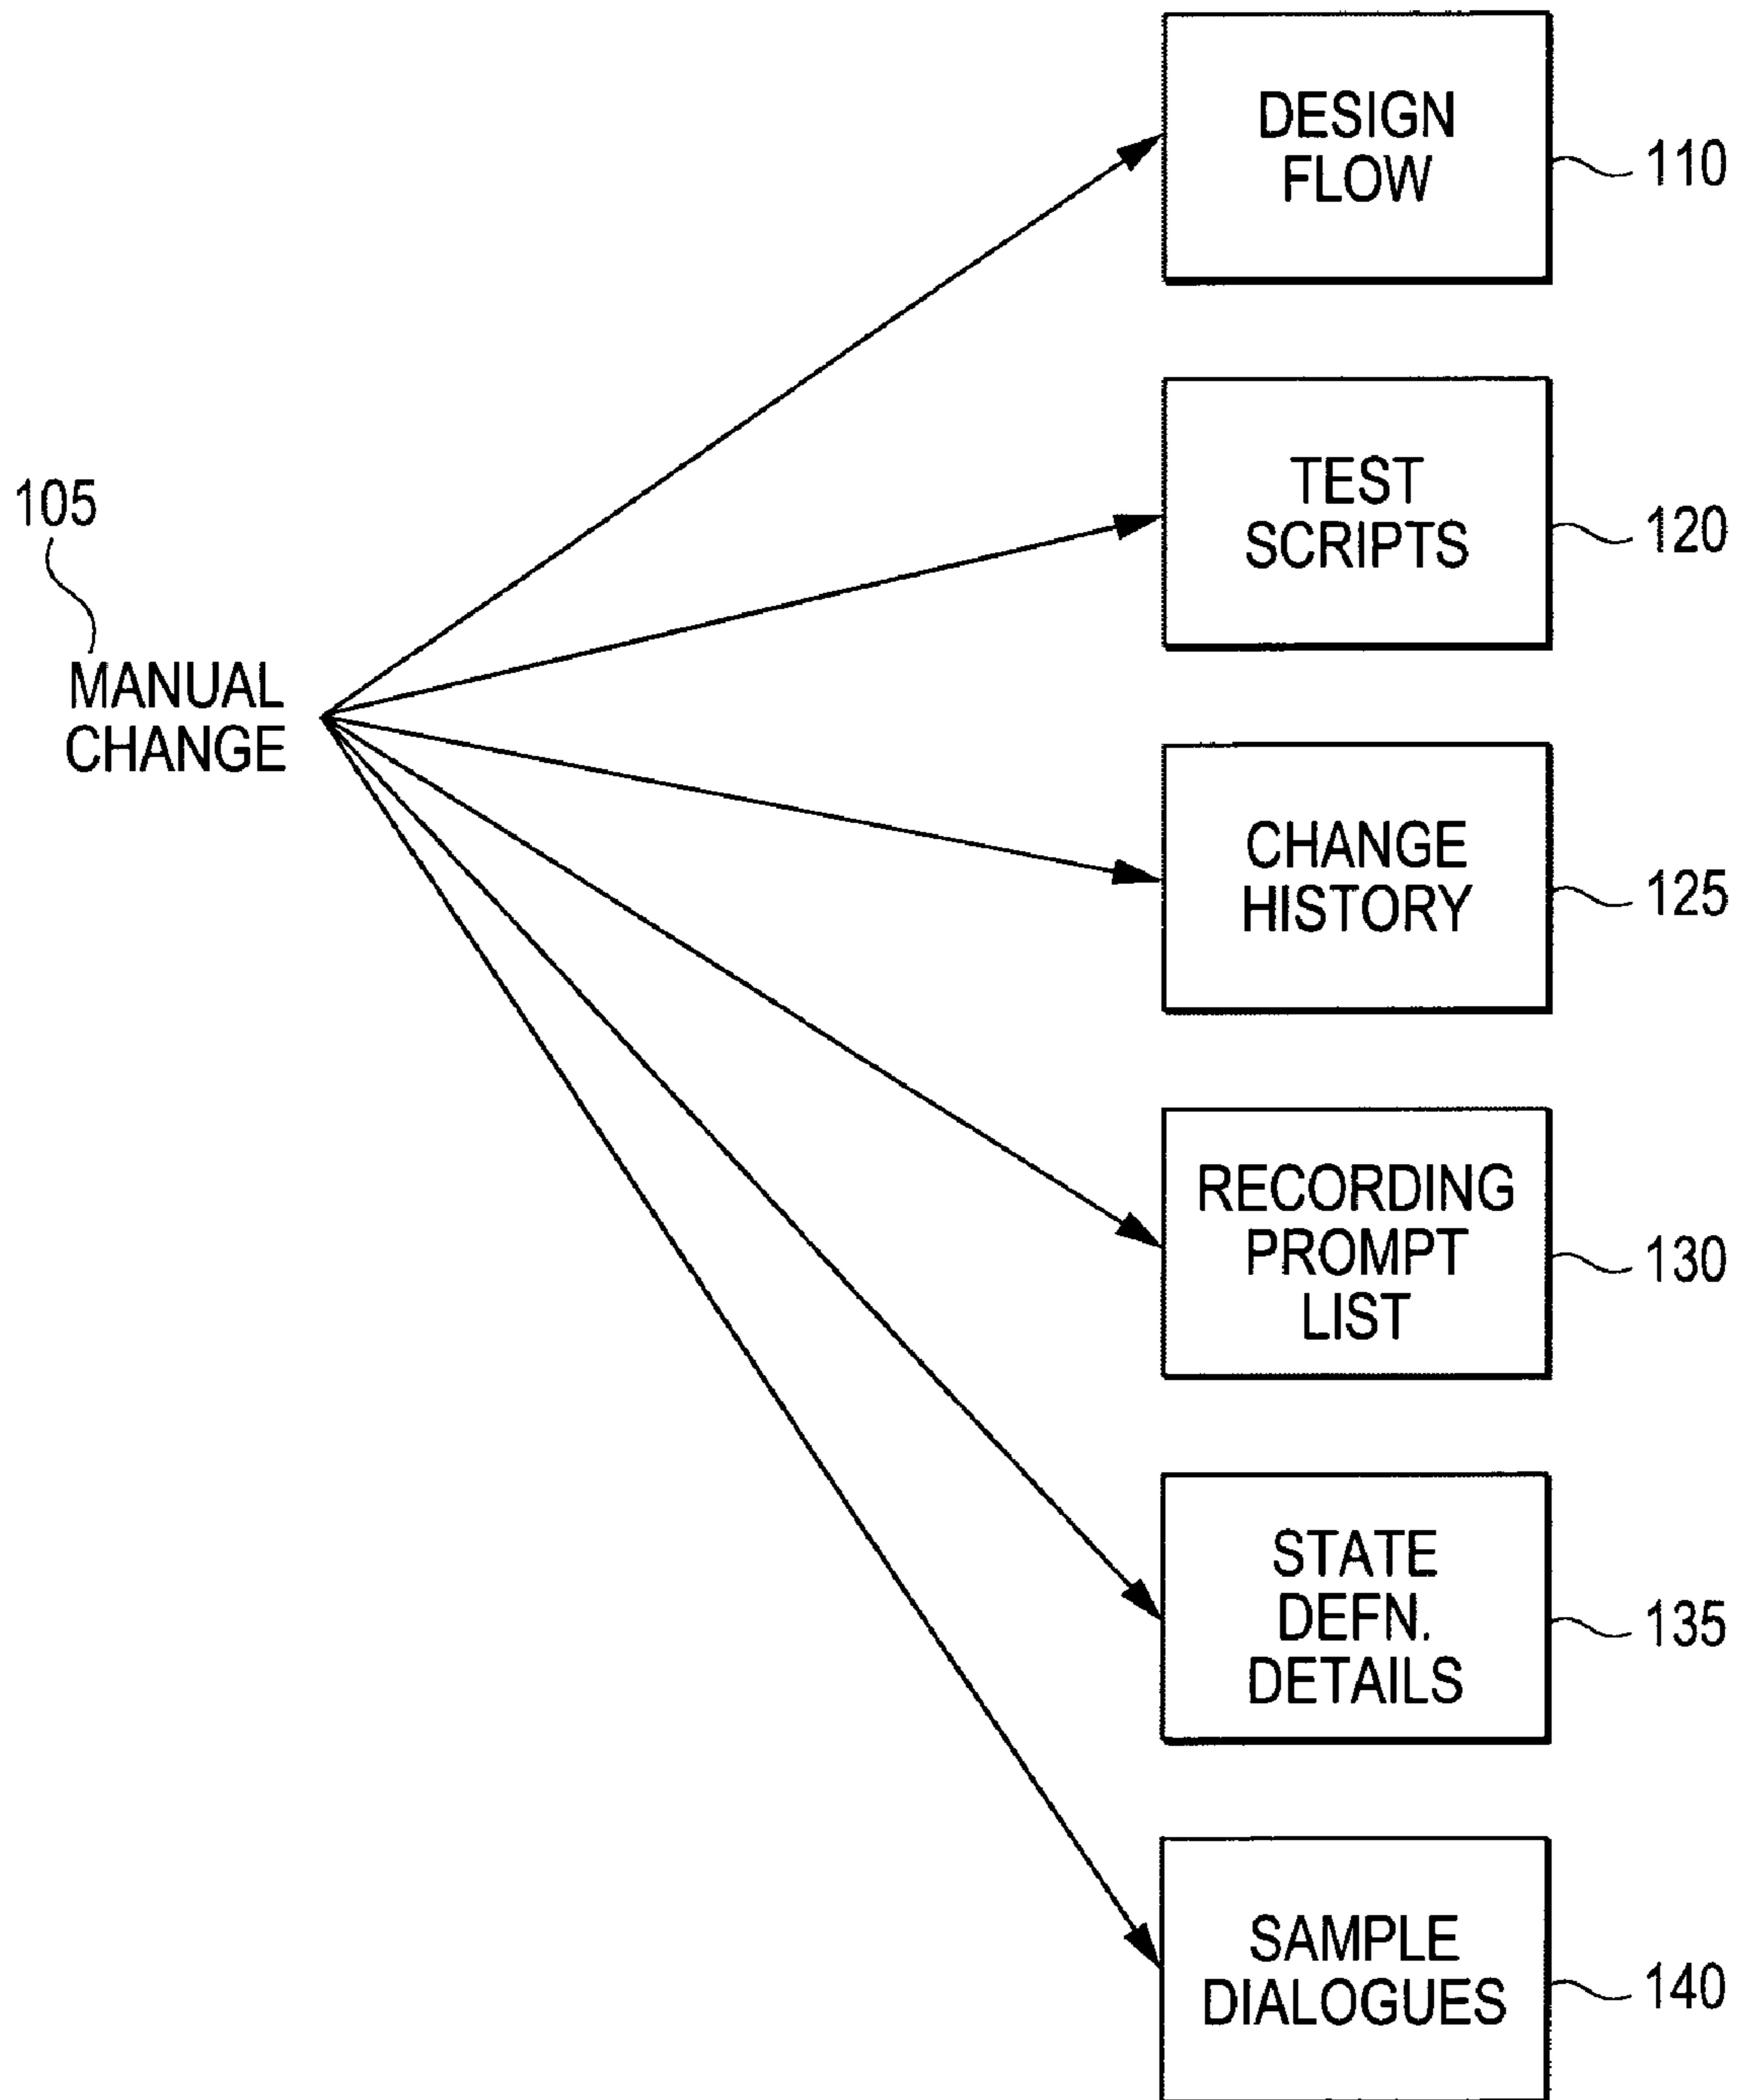 105
MANUAL
CHANGE
DESIGN
FLOW
110
TEST
SCRIPTS
120
CHANGE
HISTORY
125
RECORDING
PROMPT
LIST
130
STATE
DEFN.
DETAILS
135
SAMPLE
DIALOGUES
140